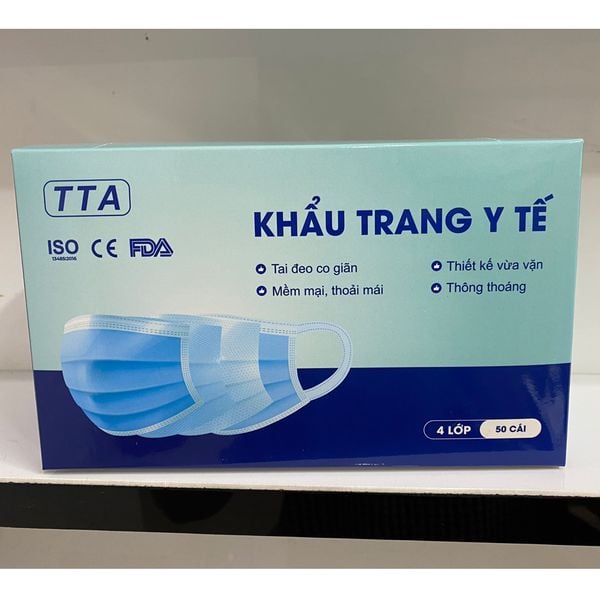 TTA
ISO CE FDA
13485:2016
KHẨU TRANG Y TẾ
Tai đeo co giãn
Mềm mại, thoải mái
Thiết kế vừa vặn
Thông thoáng
4 LỚP 50 CÁI